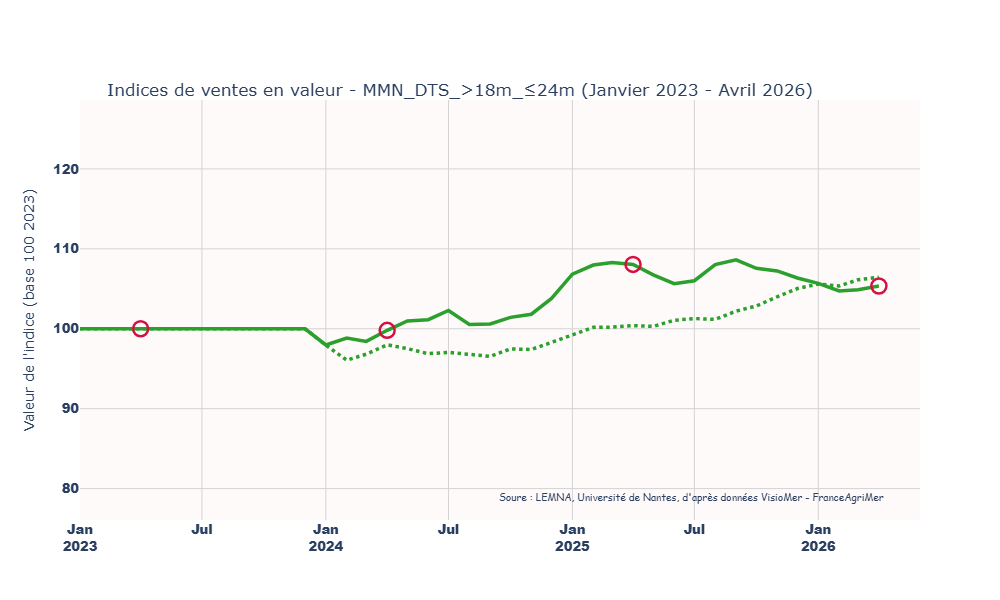 Indices de ventes en valeur - MMN_DTS_>18m_≤24m (Janvier 2023 - Avril 2026)
Valeur de l'indice (base 100 2023)
120
110
100
90
80
Soure : LEMNA, Université de Nantes, d'après données VisioMer - FranceAgriMer
Jan Jul Jan Jul Jan Jul Jan
2023 2024 2025 2026